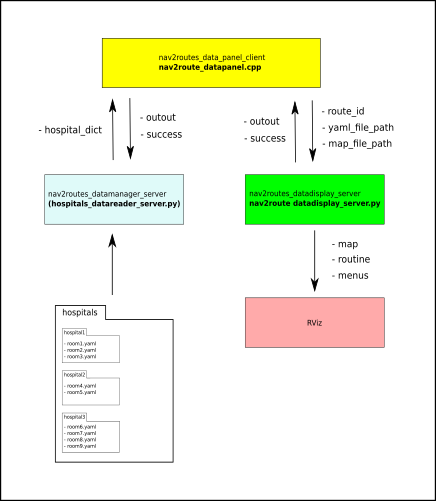 nav2routes_data_panel_client
nav2route_datapanel.cpp
- hospital_dict
- outout
- success
- outout
- success
- route_id
- yaml_file_path
- map_file_path
nav2routes_datamanager_server
(hospitals_datareader_server.py)
nav2routes_datadisplay_server
nav2route datadisplay_server.py
- map
- routine
- menus
RViz
hospitals
hospital1
- room1.yaml
- room2.yaml
- room3.yaml
hospital2
- room4.yaml
- room5.yaml
hospital3
- room6.yaml
- room7.yaml
- room8.yaml
- room9.yaml